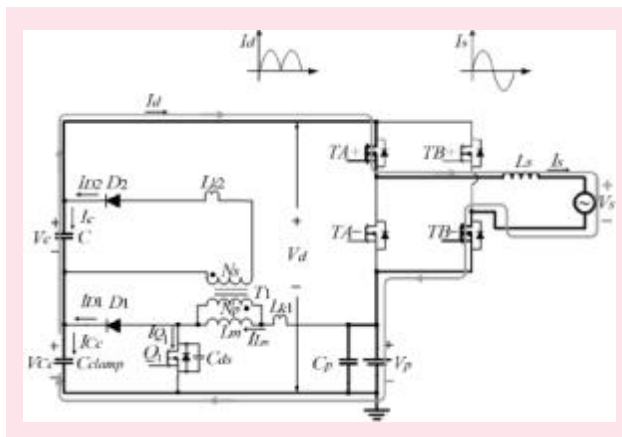 Id
Is
Id
TA+
TB+
Ls
Is
ID2
D2
Lk2
Ic
Vc
C
Vd
TA−
TB−
Vs
Ns
T1
ID1
D1
Np
Lk1
IQ1
Lm
ILm
ICc
Q1
Cds
VCc
Cclamp
Cp
Vp